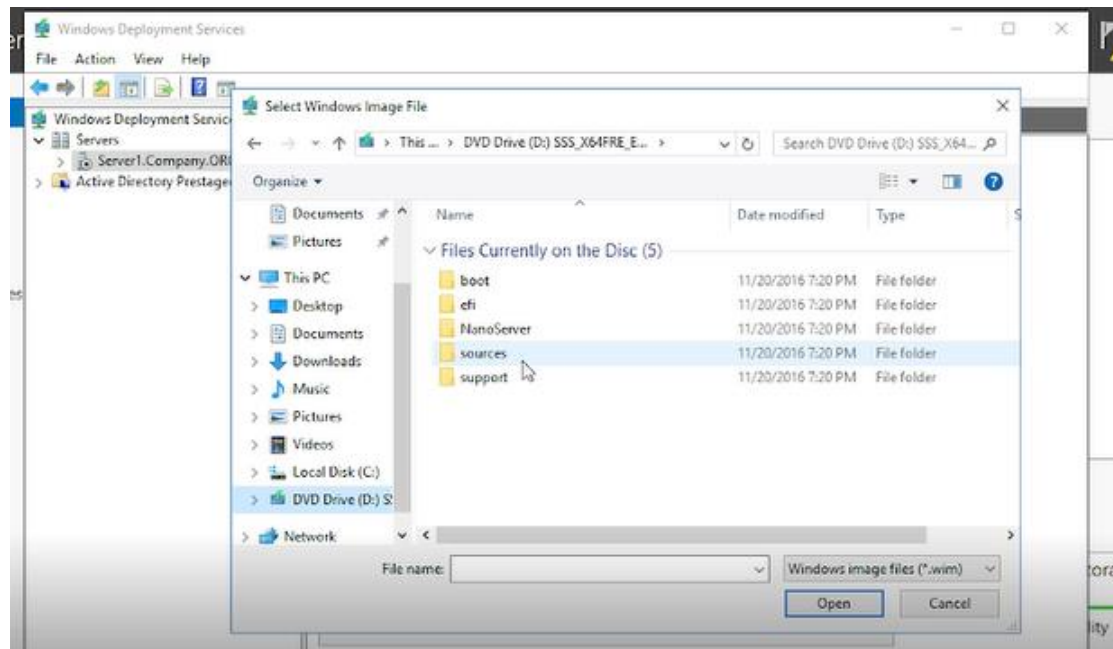 Windows Deployment Services
File Action View Help
Windows Deployment Servic
Servers
Server1.Company.OR
Active Directory Prestage
Select Windows Image File
This ... > DVD Drive (D:) SSS_X64FRE_E... >
Search DVD Drive (D:) SSS_X64...
Organize
Documents
Pictures
This PC
Desktop
Documents
Downloads
Music
Pictures
Videos
Local Disk (C:)
DVD Drive (D:) S
Network
Name Date modified Type S
Files Currently on the Disc (5)
boot 11/20/2016 7:20 PM File folder
efi 11/20/2016 7:20 PM File folder
NanoServer 11/20/2016 7:20 PM File folder
sources 11/20/2016 7:20 PM File folder
support 11/20/2016 7:20 PM File folder
File name:
Windows image files (*.wim)
Open Cancel